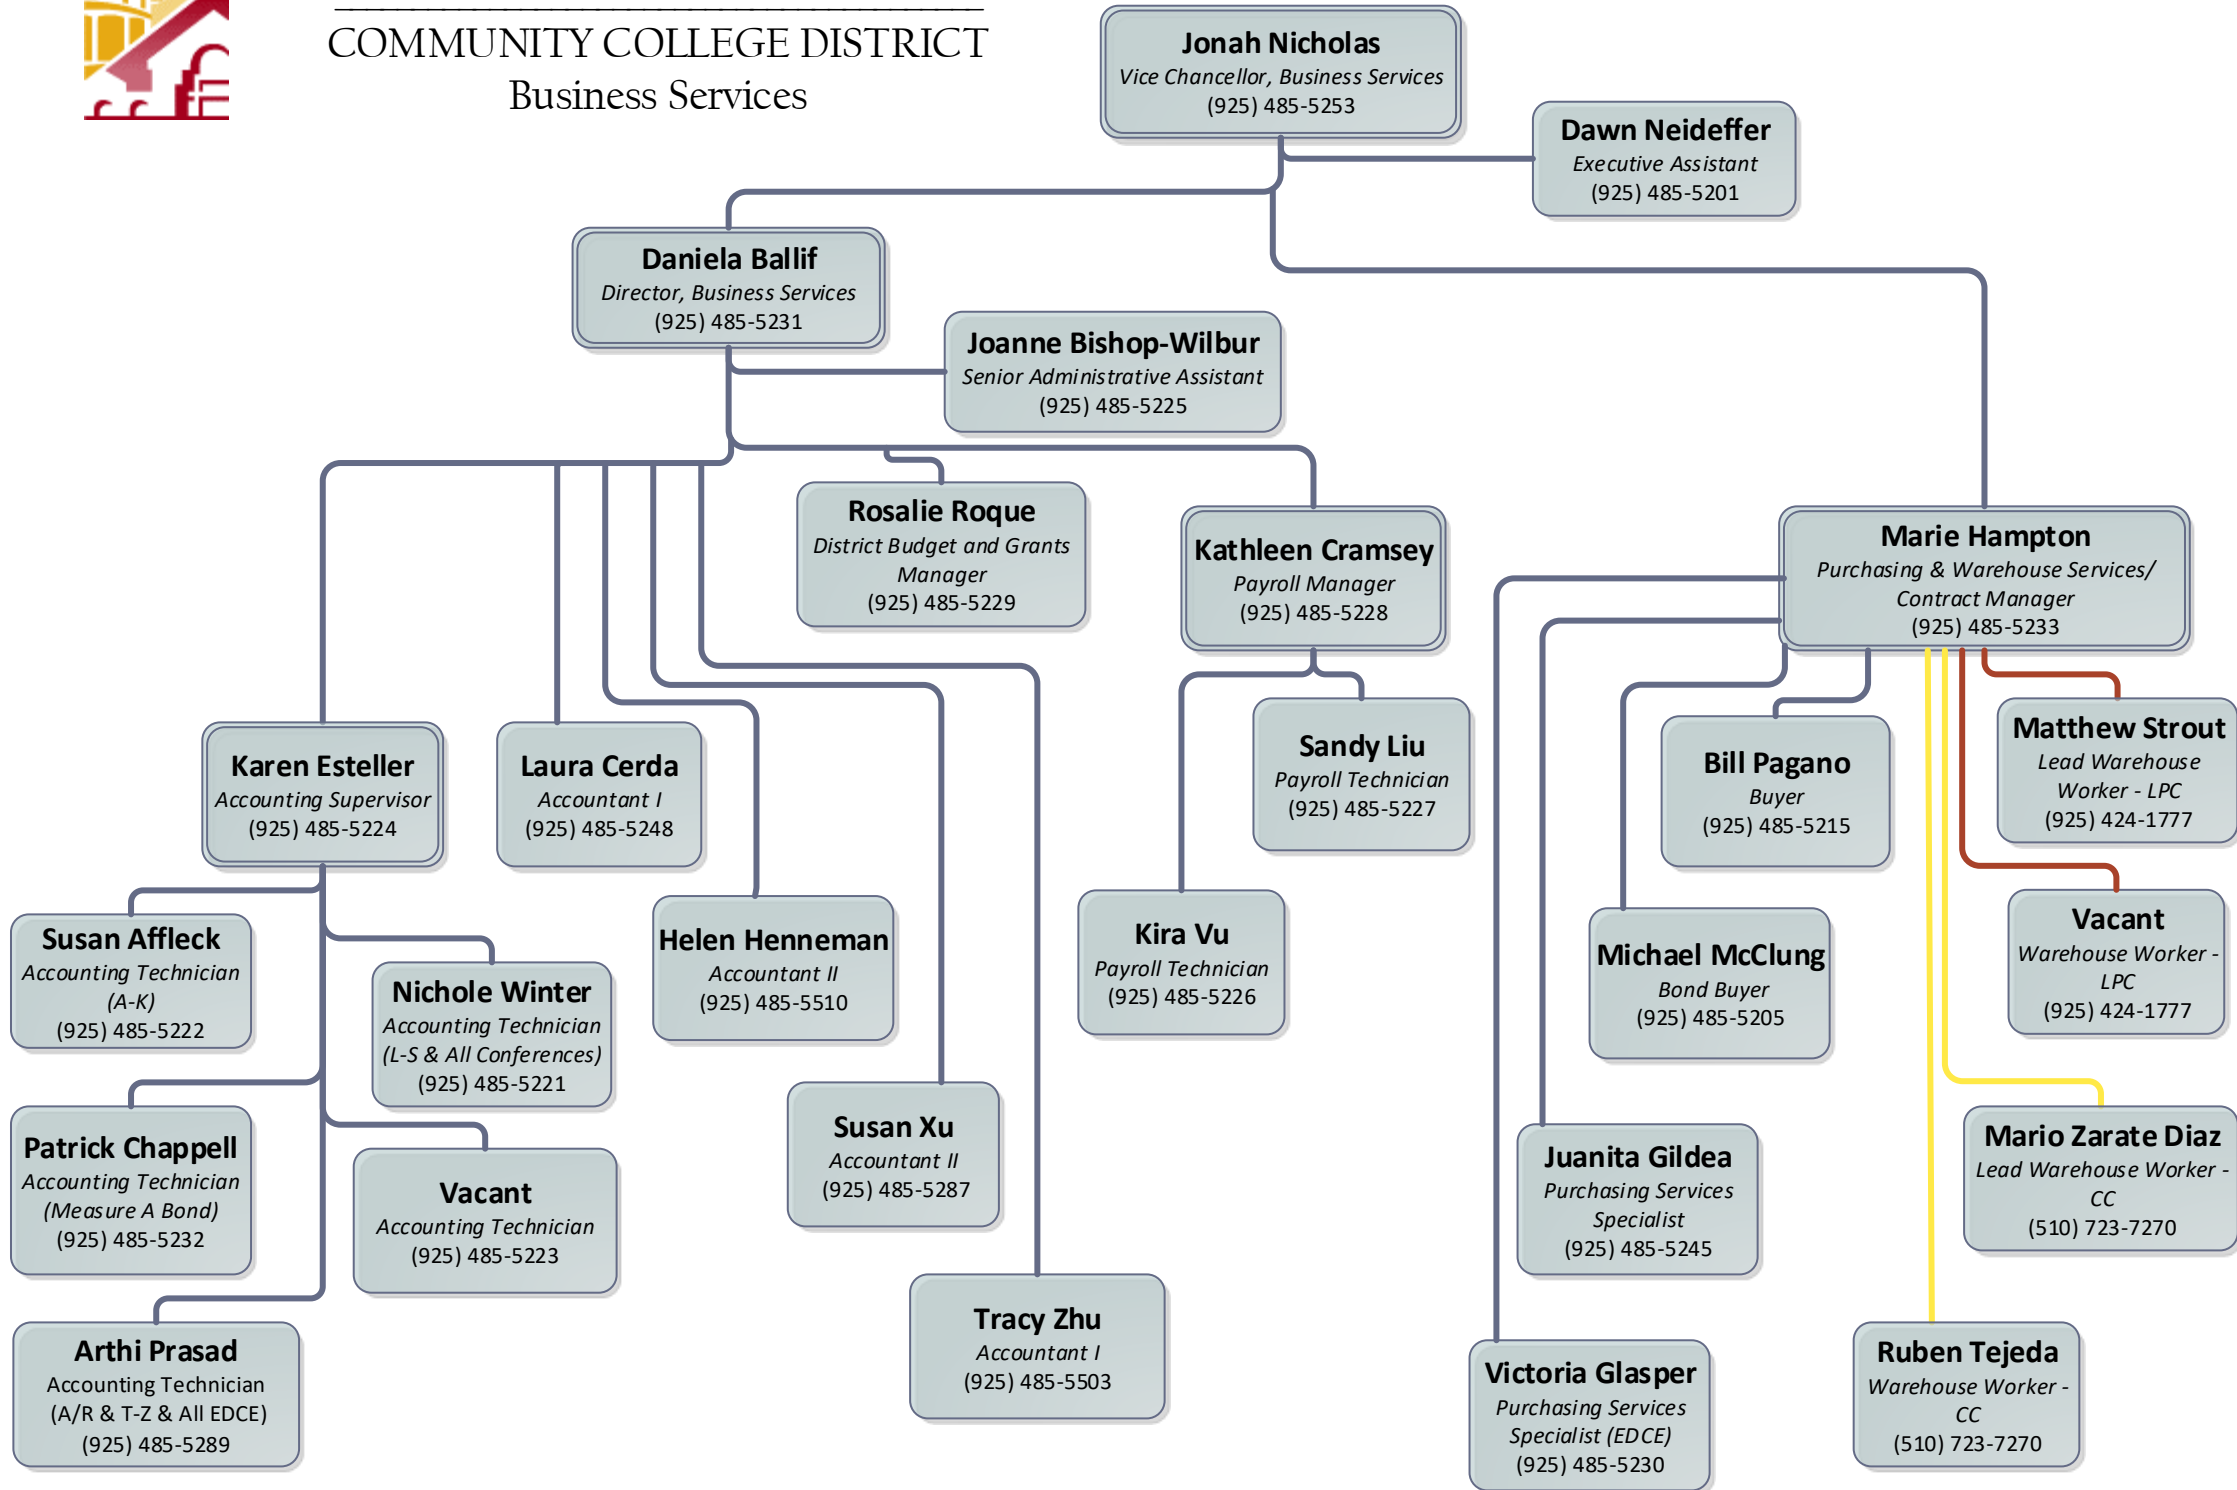 COMMUNITY COLLEGE DISTRICT
Business Services
Jonah Nicholas
Vice Chancellor, Business Services
(925) 485-5253
Dawn Neideffer
Executive Assistant
(925) 485-5201
Daniela Ballif
Director, Business Services
(925) 485-5231
Joanne Bishop-Wilbur
Senior Administrative Assistant
(925) 485-5225
Rosalie Roque
District Budget and Grants
Manager
(925) 485-5229
Kathleen Cramsey
Payroll Manager
(925) 485-5228
Marie Hampton
Purchasing & Warehouse Services/
Contract Manager
(925) 485-5233
Karen Esteller
Accounting Supervisor
(925) 485-5224
Laura Cerda
Accountant I
(925) 485-5248
Sandy Liu
Payroll Technician
(925) 485-5227
Bill Pagano
Buyer
(925) 485-5215
Matthew Strout
Lead Warehouse
Worker - LPC
(925) 424-1777
Susan Affleck
Accounting Technician
(A-K)
(925) 485-5222
Nichole Winter
Accounting Technician
(L-S & All Conferences)
(925) 485-5221
Helen Henneman
Accountant II
(925) 485-5510
Kira Vu
Payroll Technician
(925) 485-5226
Michael McClung
Bond Buyer
(925) 485-5205
Vacant
Warehouse Worker -
LPC
(925) 424-1777
Patrick Chappell
Accounting Technician
(Measure A Bond)
(925) 485-5232
Vacant
Accounting Technician
(925) 485-5223
Susan Xu
Accountant II
(925) 485-5287
Juanita Gildea
Purchasing Services
Specialist
(925) 485-5245
Mario Zarate Diaz
Lead Warehouse Worker -
CC
(510) 723-7270
Arthi Prasad
Accounting Technician
(A/R & T-Z & All EDCE)
(925) 485-5289
Tracy Zhu
Accountant I
(925) 485-5503
Victoria Glasper
Purchasing Services
Specialist (EDCE)
(925) 485-5230
Ruben Tejeda
Warehouse Worker -
CC
(510) 723-7270